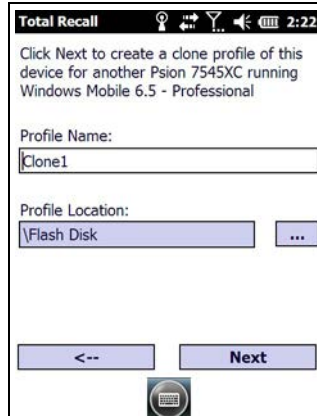 Total Recall 2:22
Click Next to create a clone profile of this
device for another Psion 7545XC running
Windows Mobile 6.5 - Professional
Profile Name:
Clone1
Profile Location:
\Flash Disk ...
<-- Next